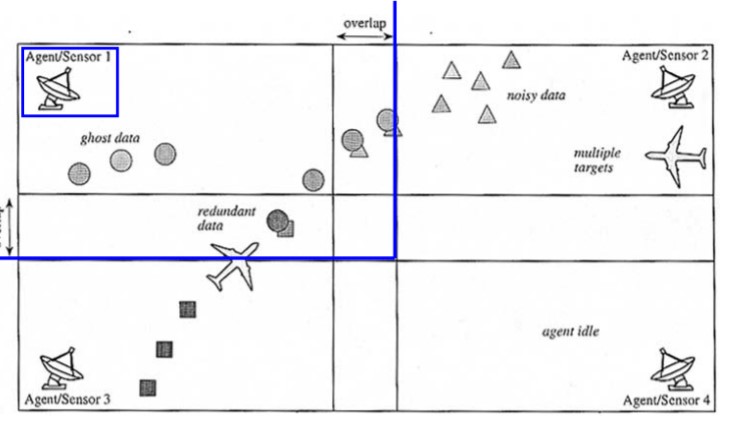 overlap
Agent/Sensor 1
Agent/Sensor 2
noisy data
ghost data
multiple
targets
redundant
data
agent idle
Agent/Sensor 3
Agent/Sensor 4